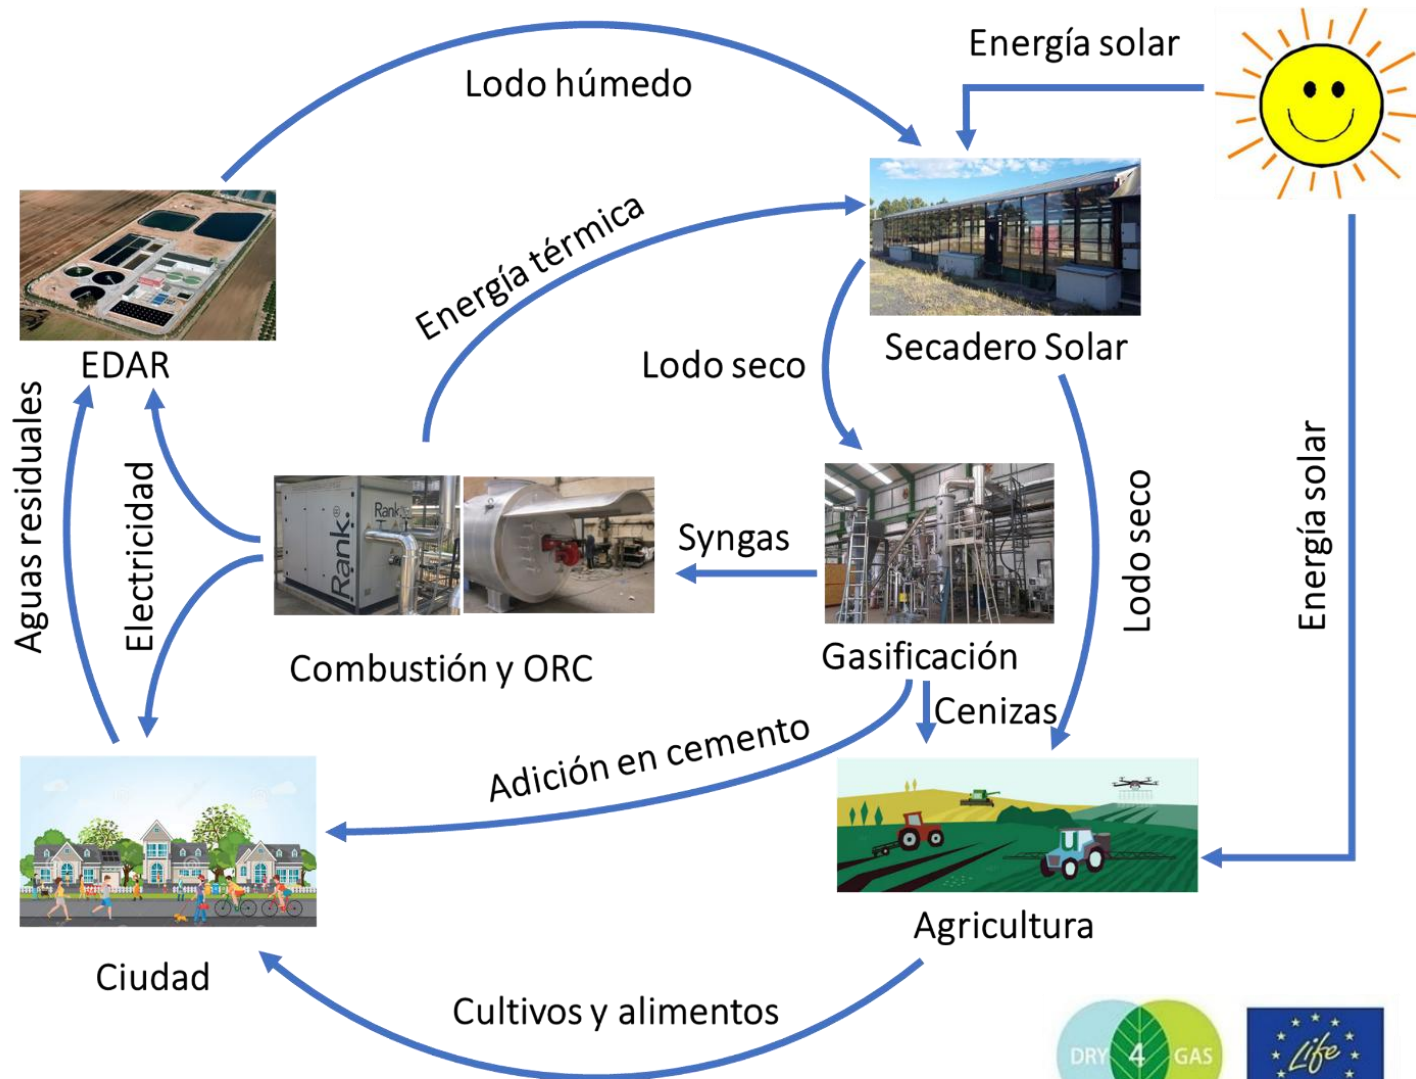 Energía solar
Lodo húmedo
Energía térmica
Secadero Solar
EDAR
Lodo seco
Aguas residuales
Electricidad
Rank®
Rank
Syngas
Lodo seco
Energía solar
Combustión y ORC
Gasificación
Cenizas
Adición en cemento
Agricultura
Ciudad
Cultivos y alimentos
DRY 4 GAS
Life